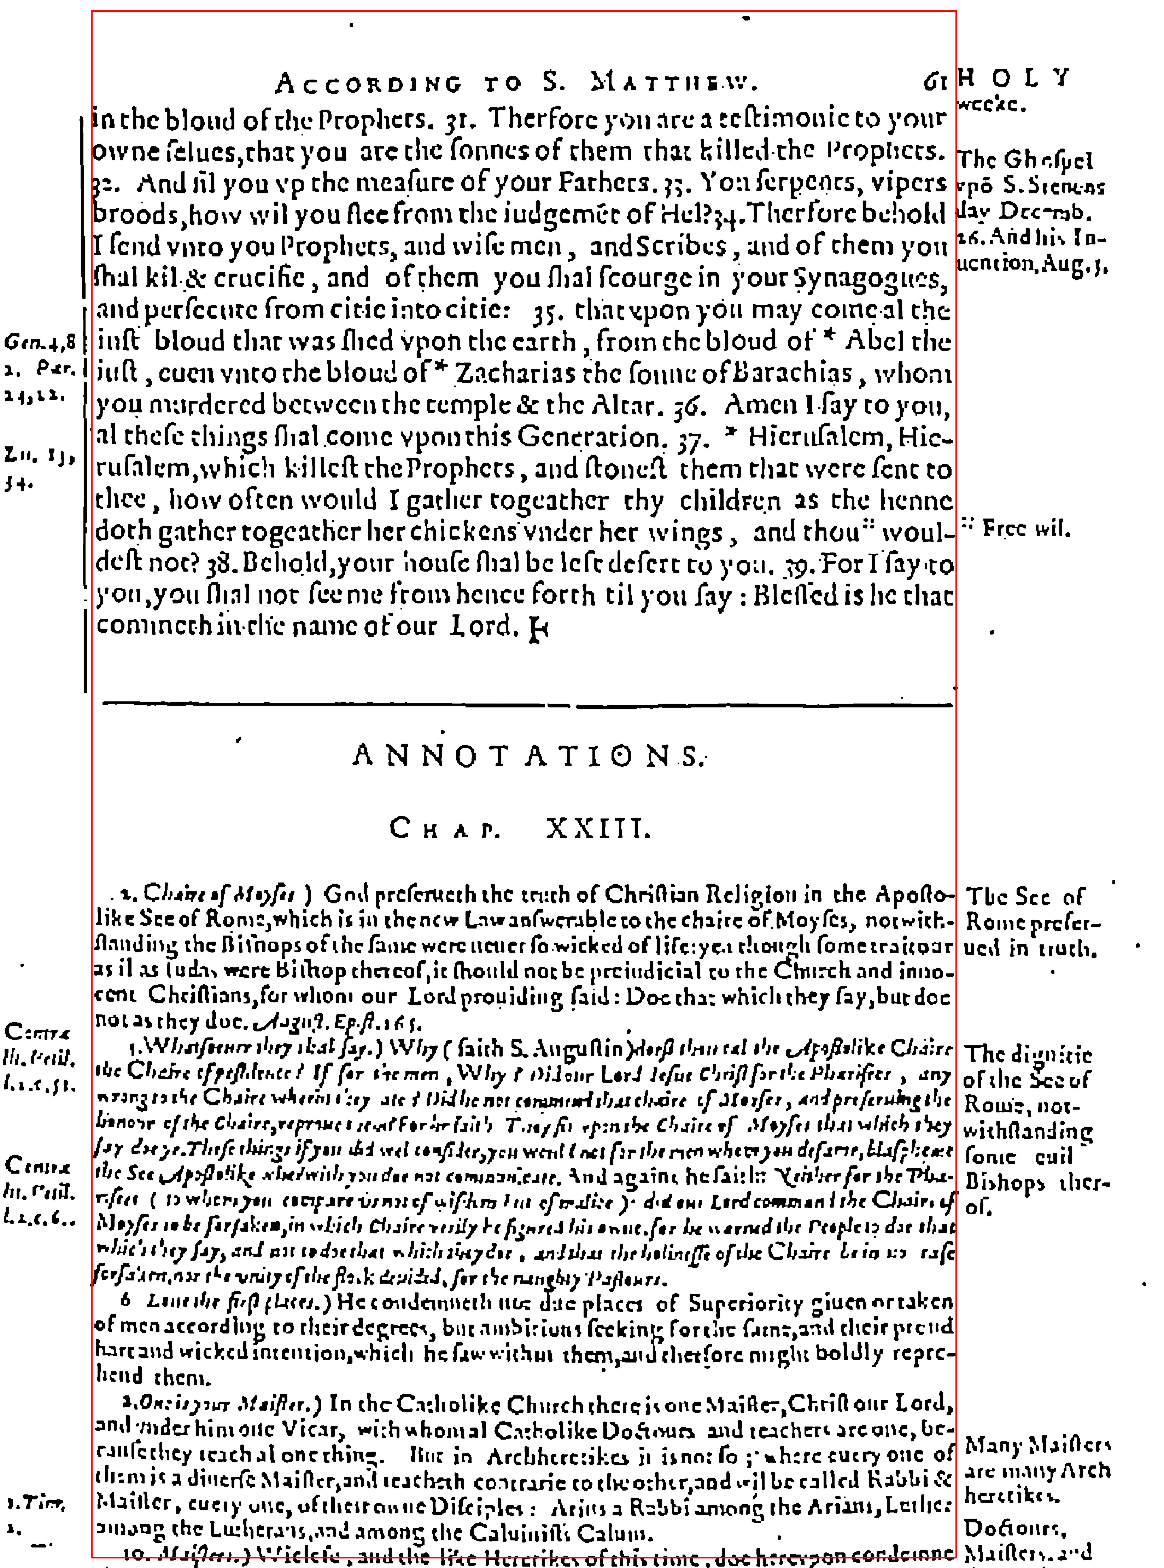 ACCORDING TO S. MATTHEW. 61
HOLY
weeke.
in the bloud of the Prophets. 31. Therfore you are a testimonie to your
owne selues, that you are the sonnes of them that killed the Prophets.
32. And fil you vp the measure of your Fathers. 33. You serpents, vipers
broods, how wil you flee from the iudgemēt of Hel? 34. Therfore behold
I send vnto you Prophets, and wise men, and Scribes, and of them you
shal kil & crucifie, and of them you shal scourge in your Synagogues,
and persecute from citie into citie: 35. that vpon you may come al the
iust bloud that was shed vpon the earth, from the bloud of * Abel the
iust, euen vnto the bloud of * Zacharias the sonne of Barachias, whom
you murdered between the temple & the Altar. 36. Amen I say to you,
al these things shal come vpon this Generation. 37. * Hierusalem, Hie-
rusalem, which killest the Prophets, and stonest them that were sent to
thee, how often would I gather togeather thy children as the henne
doth gather togeather her chickens vnder her wings, and thou :: woul-
dest not? 38. Behold, your house shal be left desert to you. 39. For I say to
you, you shal not see me from hence forth til you say: Blessed is he that
commeth in the name of our Lord.
The Ghospel
vpō S. Steuens
day Decemb.
26. And his In-
uention, Aug. 3.
Gen. 4,8
2. Par.
24,22.
Lu. 13,
34.
:: Free wil.
ANNOTATIONS.
CHAP. XXIII.
2. Chaire of Moyses) God preserueth the truth of Christian Religion in the Aposto-
like See of Rome, which is in the new Law answerable to the chaire of Moyses, notwith-
standing the Bishops of the same were neuer so wicked of life: yea though some traitour
as il as Iudas were Bishop thereof, it should not be preiudicial to the Church and inno-
cent Christians, for whom our Lord prouiding said: Doe that which they say, but doe
not as they doe. August. Epist. 165.
3. Whatsoeuer they shal say.) Why (saith S. Augustin) doest thou cal the Apostolike Chaire
the Chaire of pestilence? If for the men, Why? Did our Lord Iesus Christ for the Pharisees, any
wrong to the Chaire wherin they sate? Did he not commend that chaire of Moyses, and preseruing the
honour of the Chaire, reproued them? For he saith: They sit vpon the Chaire of Moyses that which they
say doe ye. These things if you did wel consider, you would not for the men whom you defame, blaspheme
the See Apostolike wherwith you doe not communicate. And againe he saith: Neither for the Pha-
risees (to whom you compare vs not of wisdom but of malice) did our Lord command the Chaire of
Moyses to be forsaken, in which Chaire verily he figured his owne. for he warned the People to doe that
which they say, and not to doe that which they doe, and that the holinesse of the Chaire be in no case
forsaken, nor the vnity of the flock deuided, for the naughty Pastours.
6 Loue the first places.) He condemneth not due places of Superiority giuen or taken
of men according to their degrees, but ambitious seeking for the same, and their proud
hart and wicked intention, which he saw within them, and therfore might boldly repre-
hend them.
8. One is your Maister.) In the Catholike Church there is one Maister, Christ our Lord,
and vnder him one Vicar, with whom al Catholike Doctours and teachers are one, be-
cause they teach al one thing. But in Archheretikes it is not so; where euery one of
them is a diuerse Maister, and teacheth contrarie to the other, and wil be called Rabbi &
Maister, euery one, of their owne Disciples: Arius a Rabbi among the Arians, Luther
among the Lutherans, and among the Caluinists Caluin.
10. Maisters.) Wiclefe, and the like Heretikes of this time, doe herevpon condemne
Contra
lit. Petil.
l.2.c.51.
Contra
lit. Petil.
l.2.c.6..
1. Tim.
2.
The See of
Rome preser-
ued in truth.
The dignitie
of the See of
Rome, not-
withstanding
some euil
Bishops ther-
of.
Many Maisters
are many Arch
heretikes.
Doctours,
Maisters, and